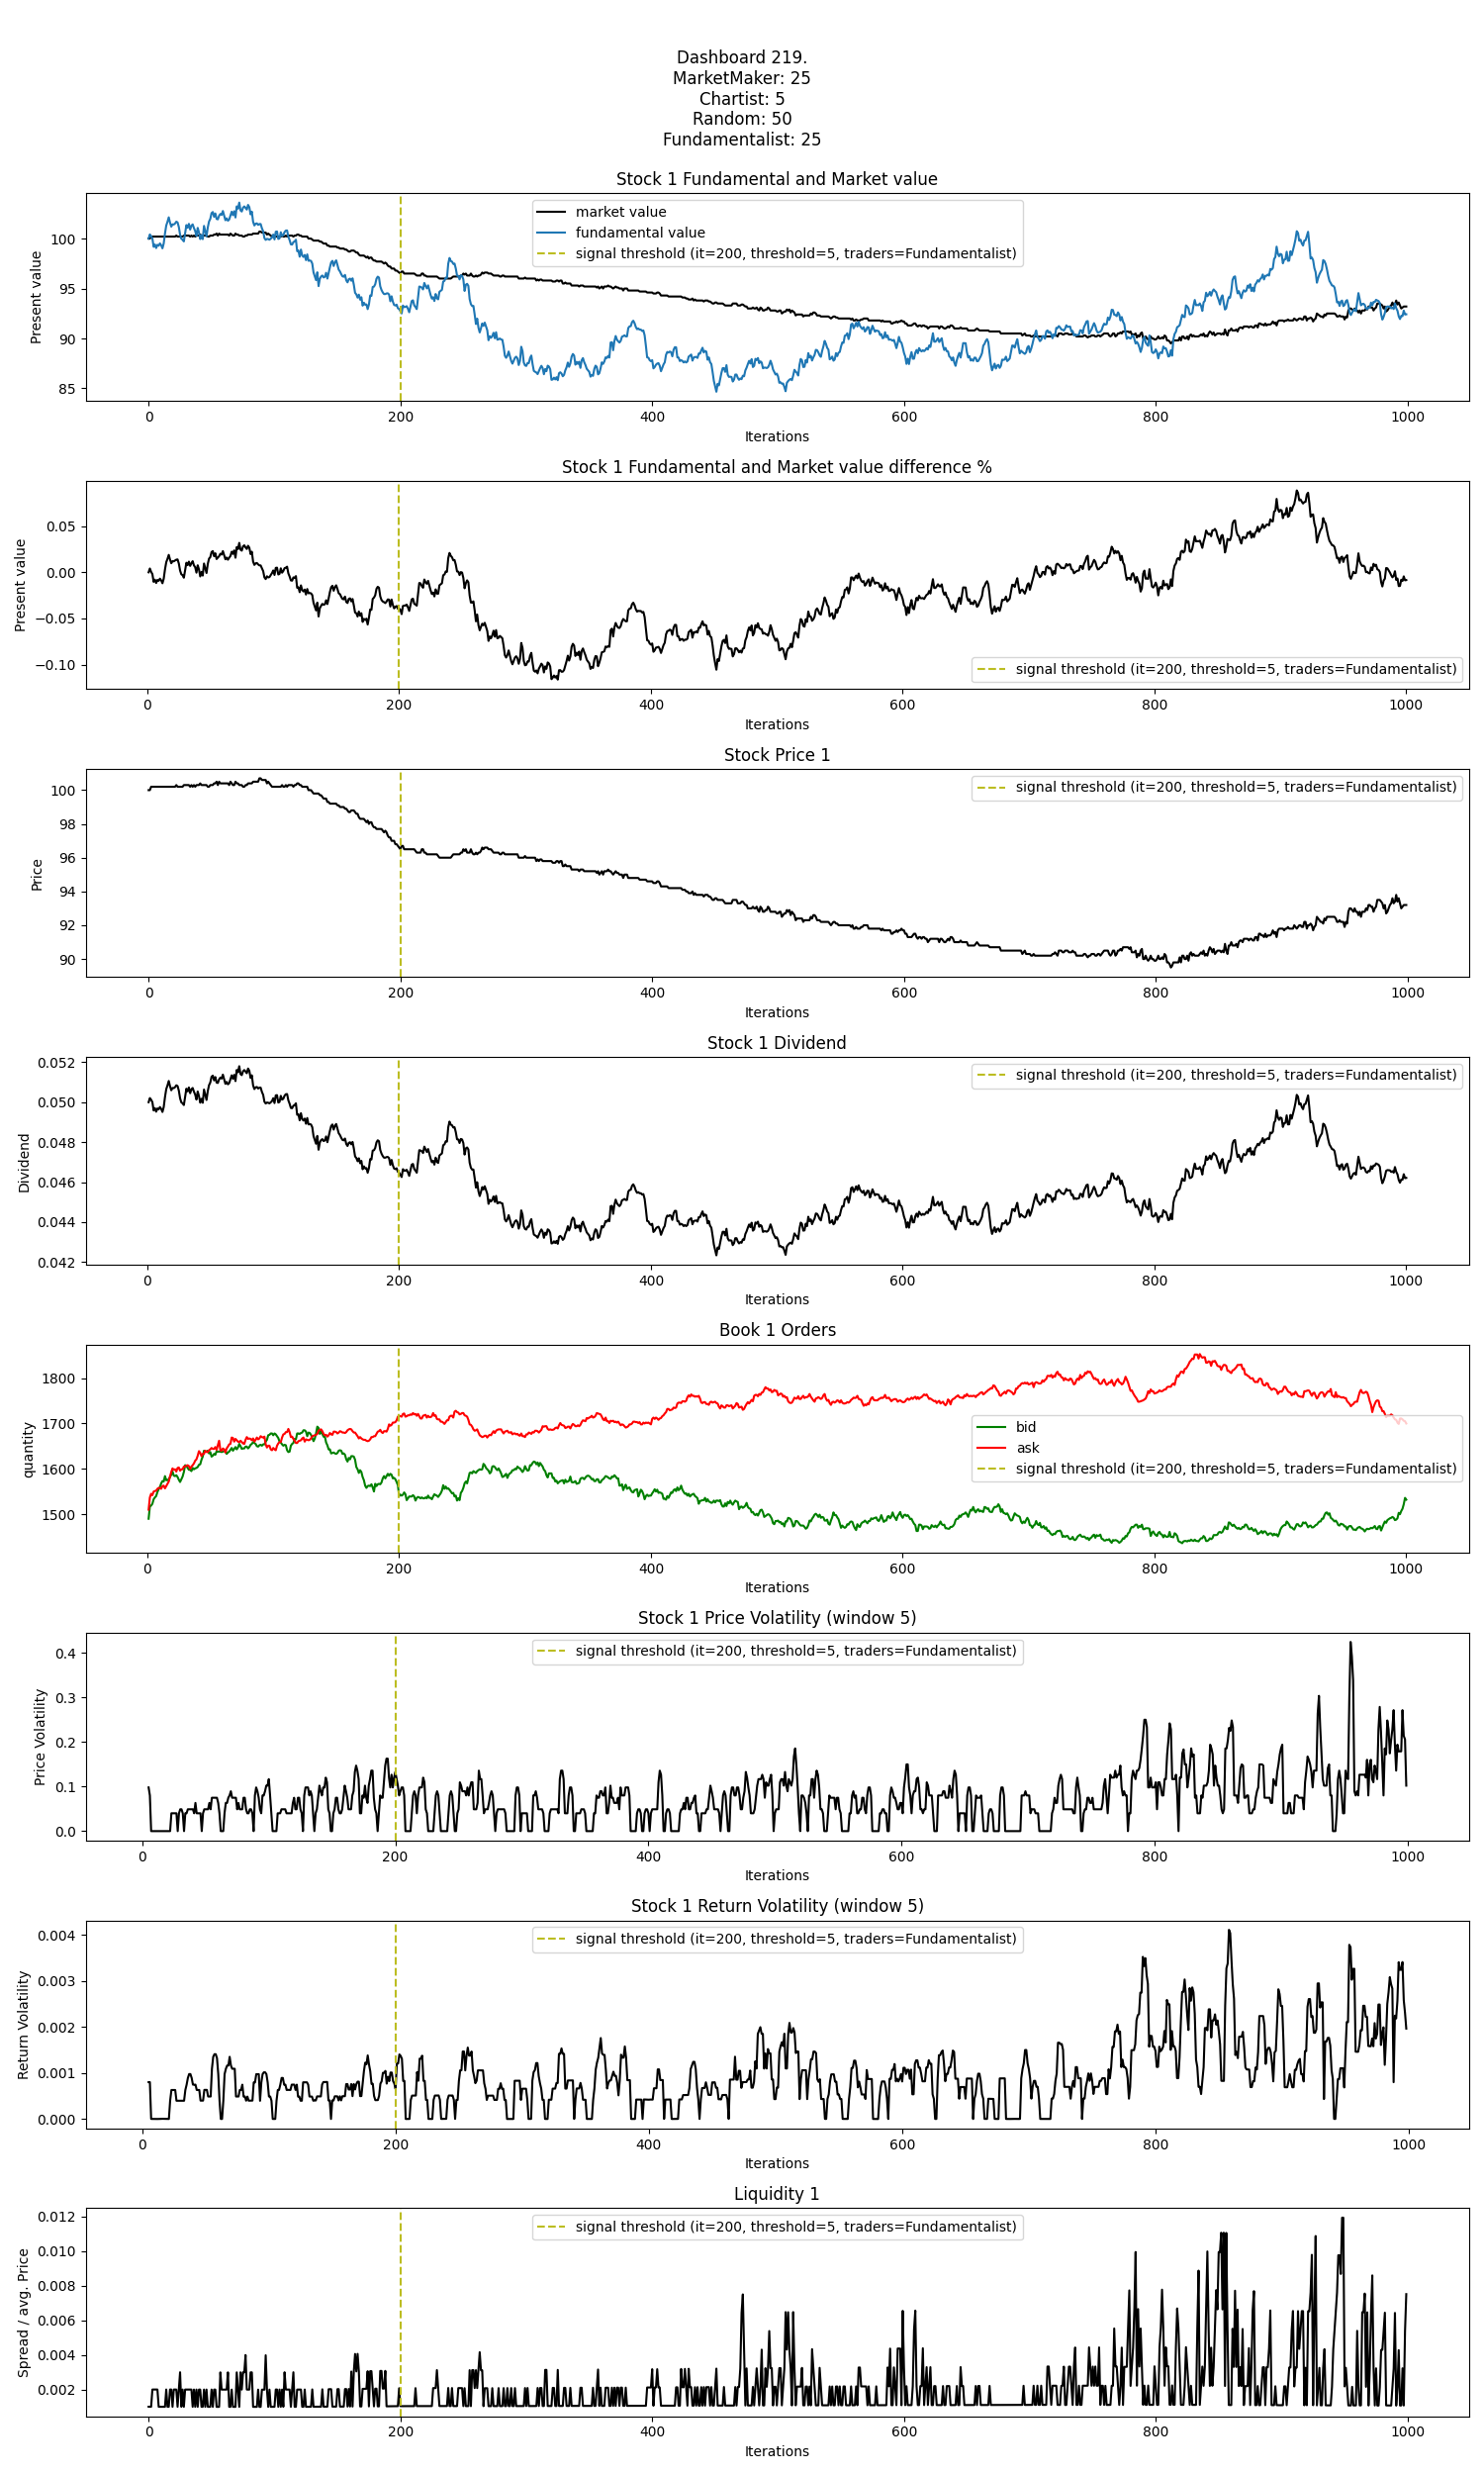 Dashboard 219.
MarketMaker: 25
Chartist: 5
Random: 50
Fundamentalist: 25
Stock 1 Fundamental and Market value
market value
fundamental value
signal threshold (it=200, threshold=5, traders=Fundamentalist)
Present value
100
95
90
85
0 200 400 600 800 1000
Iterations
Stock 1 Fundamental and Market value difference %
Present value
0.05
0.00
−0.05
−0.10
signal threshold (it=200, threshold=5, traders=Fundamentalist)
0 200 400 600 800 1000
Iterations
Stock Price 1
signal threshold (it=200, threshold=5, traders=Fundamentalist)
Price
100
98
96
94
92
90
0 200 400 600 800 1000
Iterations
Stock 1 Dividend
signal threshold (it=200, threshold=5, traders=Fundamentalist)
Dividend
0.052
0.050
0.048
0.046
0.044
0.042
0 200 400 600 800 1000
Iterations
Book 1 Orders
quantity
1800
1700
1600
1500
bid
ask
signal threshold (it=200, threshold=5, traders=Fundamentalist)
0 200 400 600 800 1000
Iterations
Stock 1 Price Volatility (window 5)
signal threshold (it=200, threshold=5, traders=Fundamentalist)
Price Volatility
0.4
0.3
0.2
0.1
0.0
0 200 400 600 800 1000
Iterations
Stock 1 Return Volatility (window 5)
signal threshold (it=200, threshold=5, traders=Fundamentalist)
Return Volatility
0.004
0.003
0.002
0.001
0.000
0 200 400 600 800 1000
Iterations
Liquidity 1
signal threshold (it=200, threshold=5, traders=Fundamentalist)
Spread / avg. Price
0.012
0.010
0.008
0.006
0.004
0.002
0 200 400 600 800 1000
Iterations